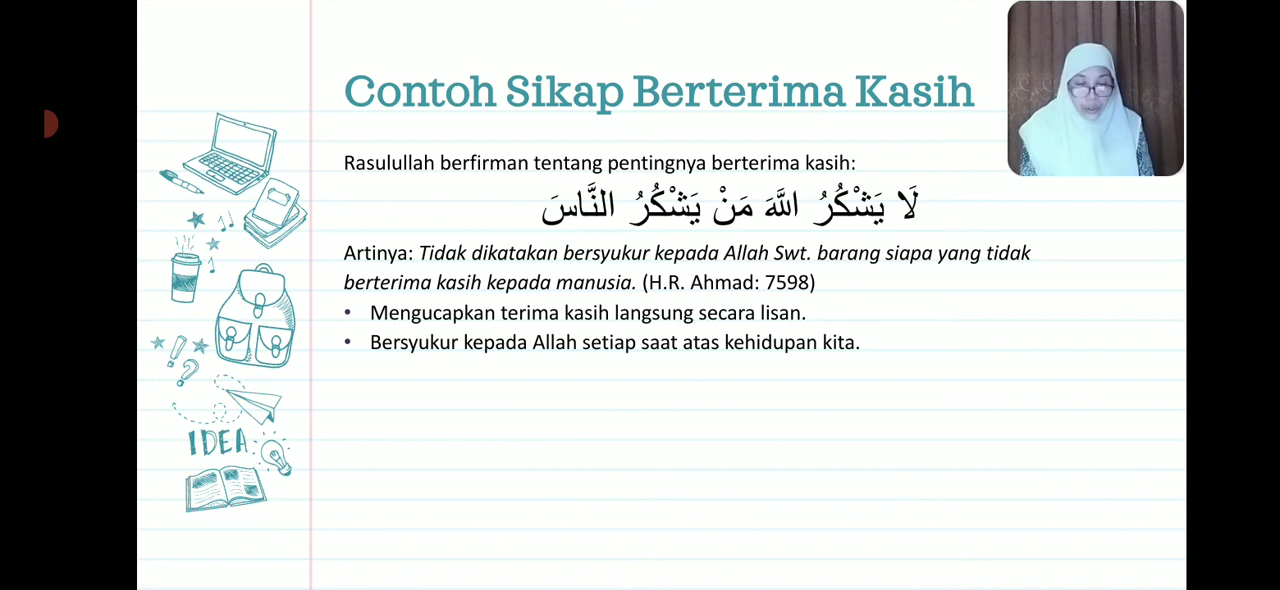 Contoh Sikap Berterima Kasih
Rasulullah berfirman tentang pentingnya berterima kasih:
لَا يَشْكُرُ اللَّهَ مَنْ يَشْكُرُ النَّاسَ
Artinya: Tidak dikatakan bersyukur kepada Allah Swt. barang siapa yang tidak
berterima kasih kepada manusia. (H.R. Ahmad: 7598)
• Mengucapkan terima kasih langsung secara lisan.
• Bersyukur kepada Allah setiap saat atas kehidupan kita.
IDEA